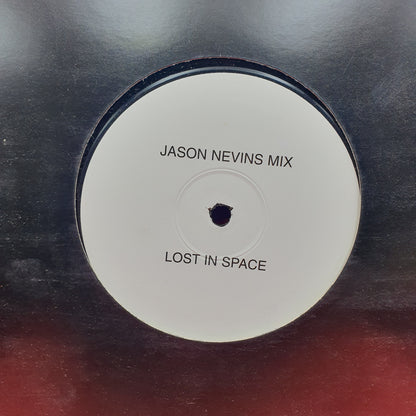 JASON NEVINS MIX
LOST IN SPACE